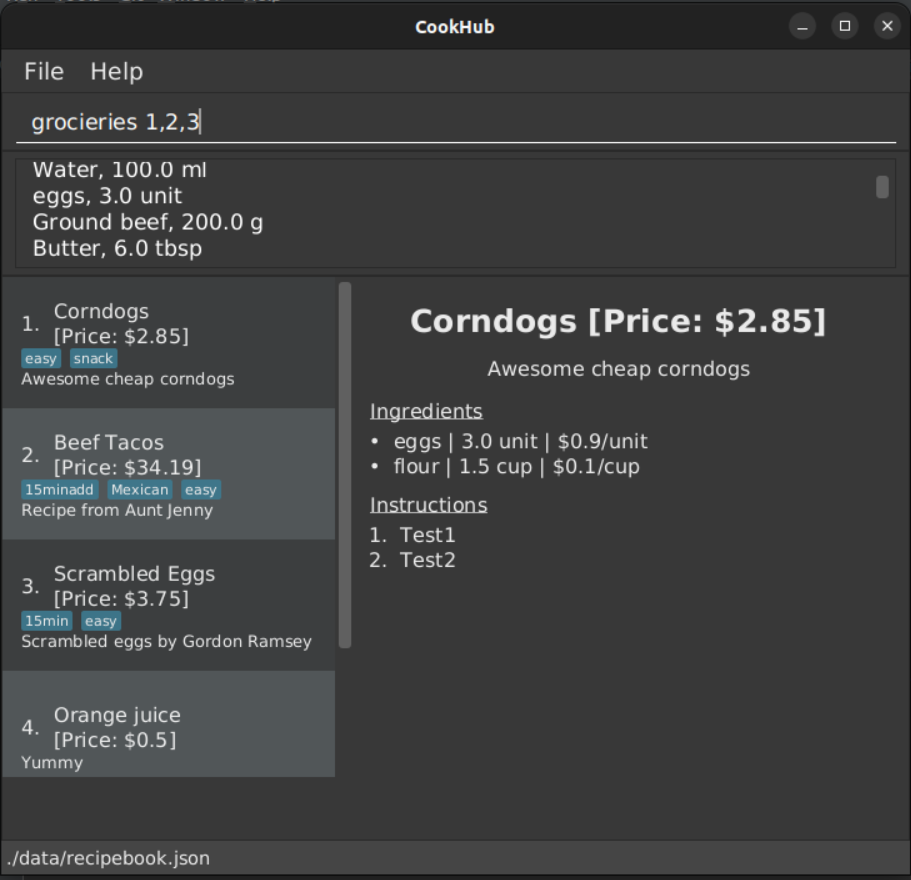 CookHub
File Help
grocieries 1,2,3
Water, 100.0 ml
eggs, 3.0 unit
Ground beef, 200.0 g
Butter, 6.0 tbsp
1. Corndogs
[Price: $2.85]
easy snack
Awesome cheap corndogs
2. Beef Tacos
[Price: $34.19]
15minadd Mexican easy
Recipe from Aunt Jenny
3. Scrambled Eggs
[Price: $3.75]
15min easy
Scrambled eggs by Gordon Ramsey
4. Orange juice
[Price: $0.5]
Yummy
Corndogs [Price: $2.85]
Awesome cheap corndogs
Ingredients
• eggs | 3.0 unit | $0.9/unit
• flour | 1.5 cup | $0.1/cup
Instructions
1. Test1
2. Test2
./data/recipebook.json